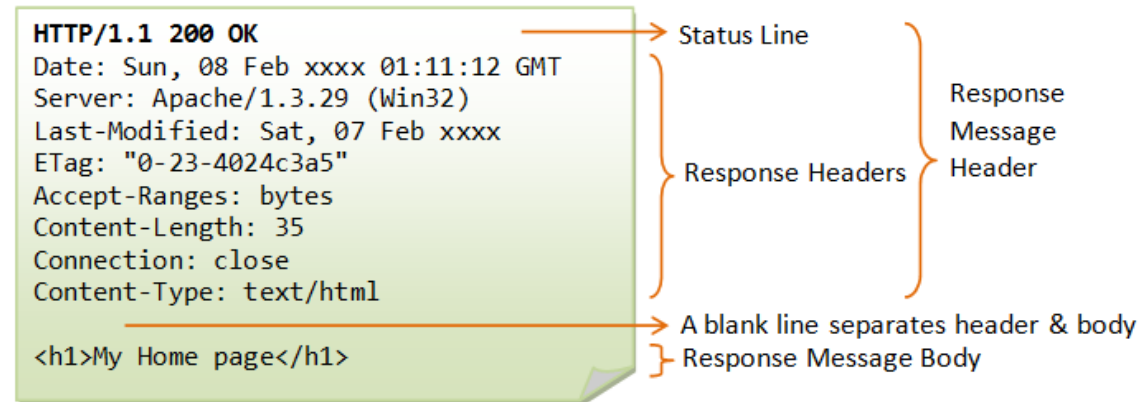 HTTP/1.1 200 OK
Date: Sun, 08 Feb xxxx 01:11:12 GMT
Server: Apache/1.3.29 (Win32)
Last-Modified: Sat, 07 Feb xxxx
ETag: "0-23-4024c3a5"
Accept-Ranges: bytes
Content-Length: 35
Connection: close
Content-Type: text/html
<h1>My Home page</h1>
Status Line
Response Headers
Response
Message
Header
A blank line separates header & body
Response Message Body